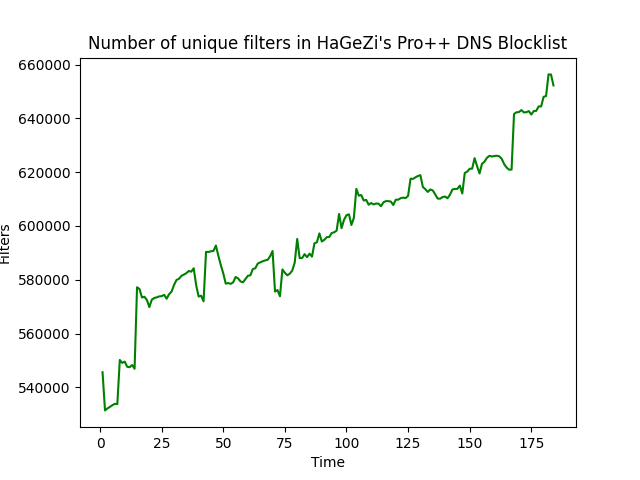 Number of unique filters in HaGeZi's Pro++ DNS Blocklist
660000
640000
620000
600000
580000
560000
540000
Filters
0 25 50 75 100 125 150 175
Time